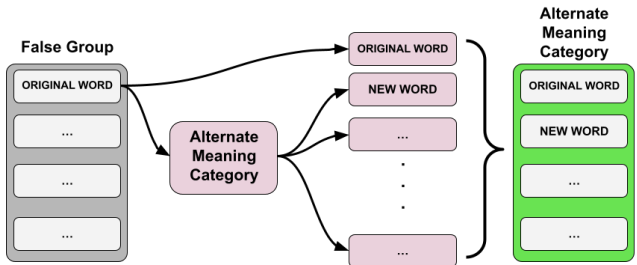 False Group
ORIGINAL WORD
...
...
...
Alternate
Meaning
Category
ORIGINAL WORD
NEW WORD
...
.
.
.
...
Alternate
Meaning
Category
ORIGINAL WORD
NEW WORD
...
...